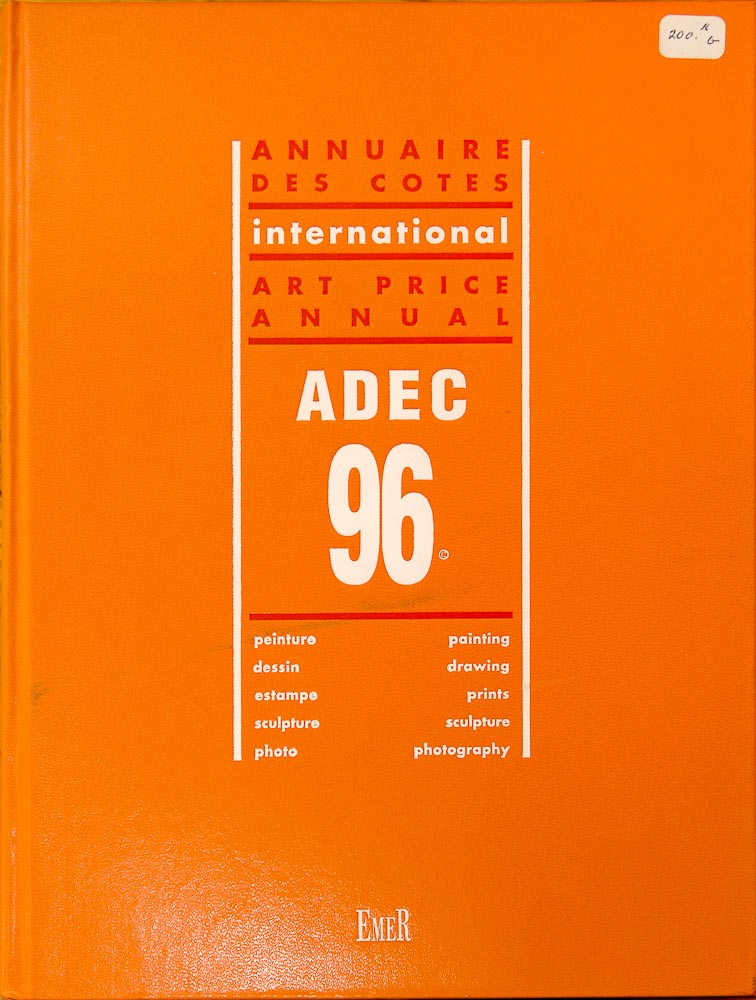 200. R
G
ANNUAIRE
DES COTES
international
ART PRICE
ANNUAL
ADEC
96 ©
peinture painting
dessin drawing
estampe prints
sculpture sculpture
photo photography
EMER